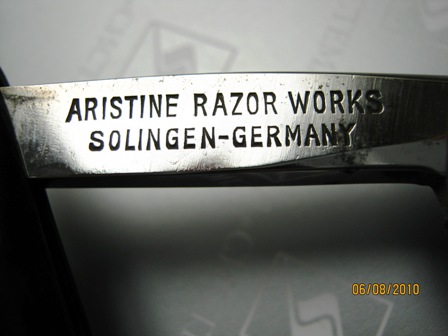 ARISTINE RAZOR WORKS
SOLINGEN-GERMANY
06/08/2010